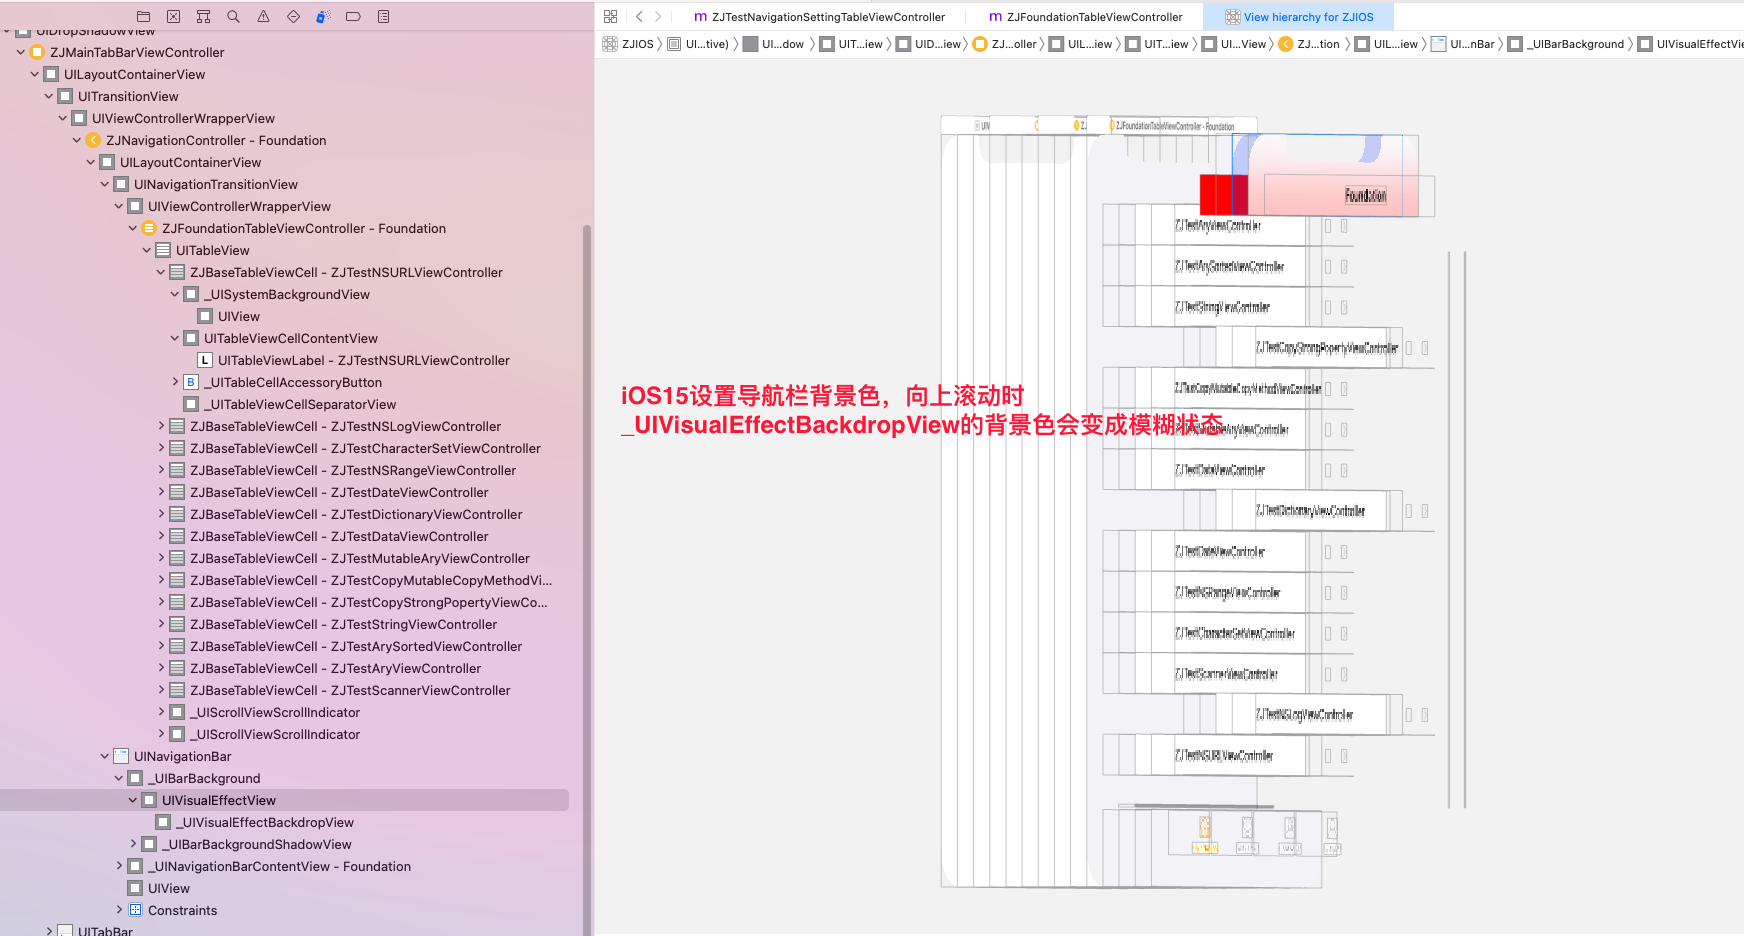 ZJTestNavigationSettingTableViewController
ZJFoundationTableViewController
View hierarchy for ZJIOS
ZJIOS
UI...tive)
UI...dow
UIT...iew
UID...iew
ZJ...oller
UIL...iew
UIT...iew
UI...View
ZJ...tion
UIL...iew
UI...nBar
_UIBarBackground
UIVisualEffectVie
UIDropShadowView
ZJMainTabBarViewController
UILayoutContainerView
UITransitionView
UIViewControllerWrapperView
ZJNavigationController - Foundation
UILayoutContainerView
UINavigationTransitionView
UIViewControllerWrapperView
ZJFoundationTableViewController - Foundation
UITableView
ZJBaseTableViewCell - ZJTestNSURLViewController
_UISystemBackgroundView
UIView
UITableViewCellContentView
L UITableViewLabel - ZJTestNSURLViewController
B _UITableCellAccessoryButton
_UITableViewCellSeparatorView
ZJBaseTableViewCell - ZJTestNSLogViewController
ZJBaseTableViewCell - ZJTestCharacterSetViewController
ZJBaseTableViewCell - ZJTestNSRangeViewController
ZJBaseTableViewCell - ZJTestDateViewController
ZJBaseTableViewCell - ZJTestDictionaryViewController
ZJBaseTableViewCell - ZJTestDataViewController
ZJBaseTableViewCell - ZJTestMutableAryViewController
ZJBaseTableViewCell - ZJTestCopyMutableCopyMethodVi...
ZJBaseTableViewCell - ZJTestCopyStrongPopertyViewCo...
ZJBaseTableViewCell - ZJTestStringViewController
ZJBaseTableViewCell - ZJTestArySortedViewController
ZJBaseTableViewCell - ZJTestAryViewController
ZJBaseTableViewCell - ZJTestScannerViewController
_UIScrollViewScrollIndicator
_UIScrollViewScrollIndicator
UINavigationBar
_UIBarBackground
UIVisualEffectView
_UIVisualEffectBackdropView
_UIBarBackgroundShadowView
_UINavigationBarContentView - Foundation
UIView
Constraints
UITabBar
ZJFoundationTableViewController - Foundation
Foundation
ZJTestAryViewController
ZJTestArySortedViewController
ZJTestStringViewController
ZJTestCopyStrongPopertyViewController
ZJTestCopyMutableCopyMethodViewController
iOS15设置导航栏背景色，向上滚动时
_UIVisualEffectBackdropView的背景色会变成模糊状态
ZJTestMutableAryViewController
ZJTestDataViewController
ZJTestDictionaryViewController
ZJTestDateViewController
ZJTestNSRangeViewController
ZJTestCharacterSetViewController
ZJTestScannerViewController
ZJTestNSLogViewController
ZJTestNSURLViewController